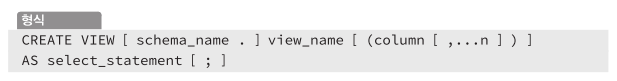 형식
CREATE VIEW [ schema_name . ] view_name [ (column [ ,...n ] ) ]
AS select_statement [ ; ]